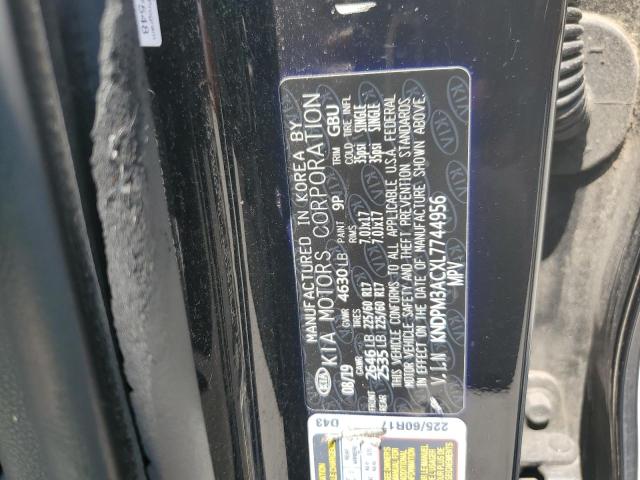 MANUFACTURED IN KOREA BY
KIA MOTORS CORPORATION
08/19 GVWR 4630 LB PAINT 9P TRIM GBU
GAWR TIRES RIMS COLD TIRE INFL
FRONT 2646 LB 225/60 R17 7.0Jx17 35psi SINGLE
REAR 2535 LB 225/60 R17 7.0Jx17 35psi SINGLE
THIS VEHICLE CONFORMS TO ALL APPLICABLE U.S.A. FEDERAL
MOTOR VEHICLE SAFETY AND THEFT PREVENTION STANDARDS
IN EFFECT ON THE DATE OF MANUFACTURE SHOWN ABOVE.
V.I.N KNDPM3ACXL7744956
MPV
225/60R17
D43